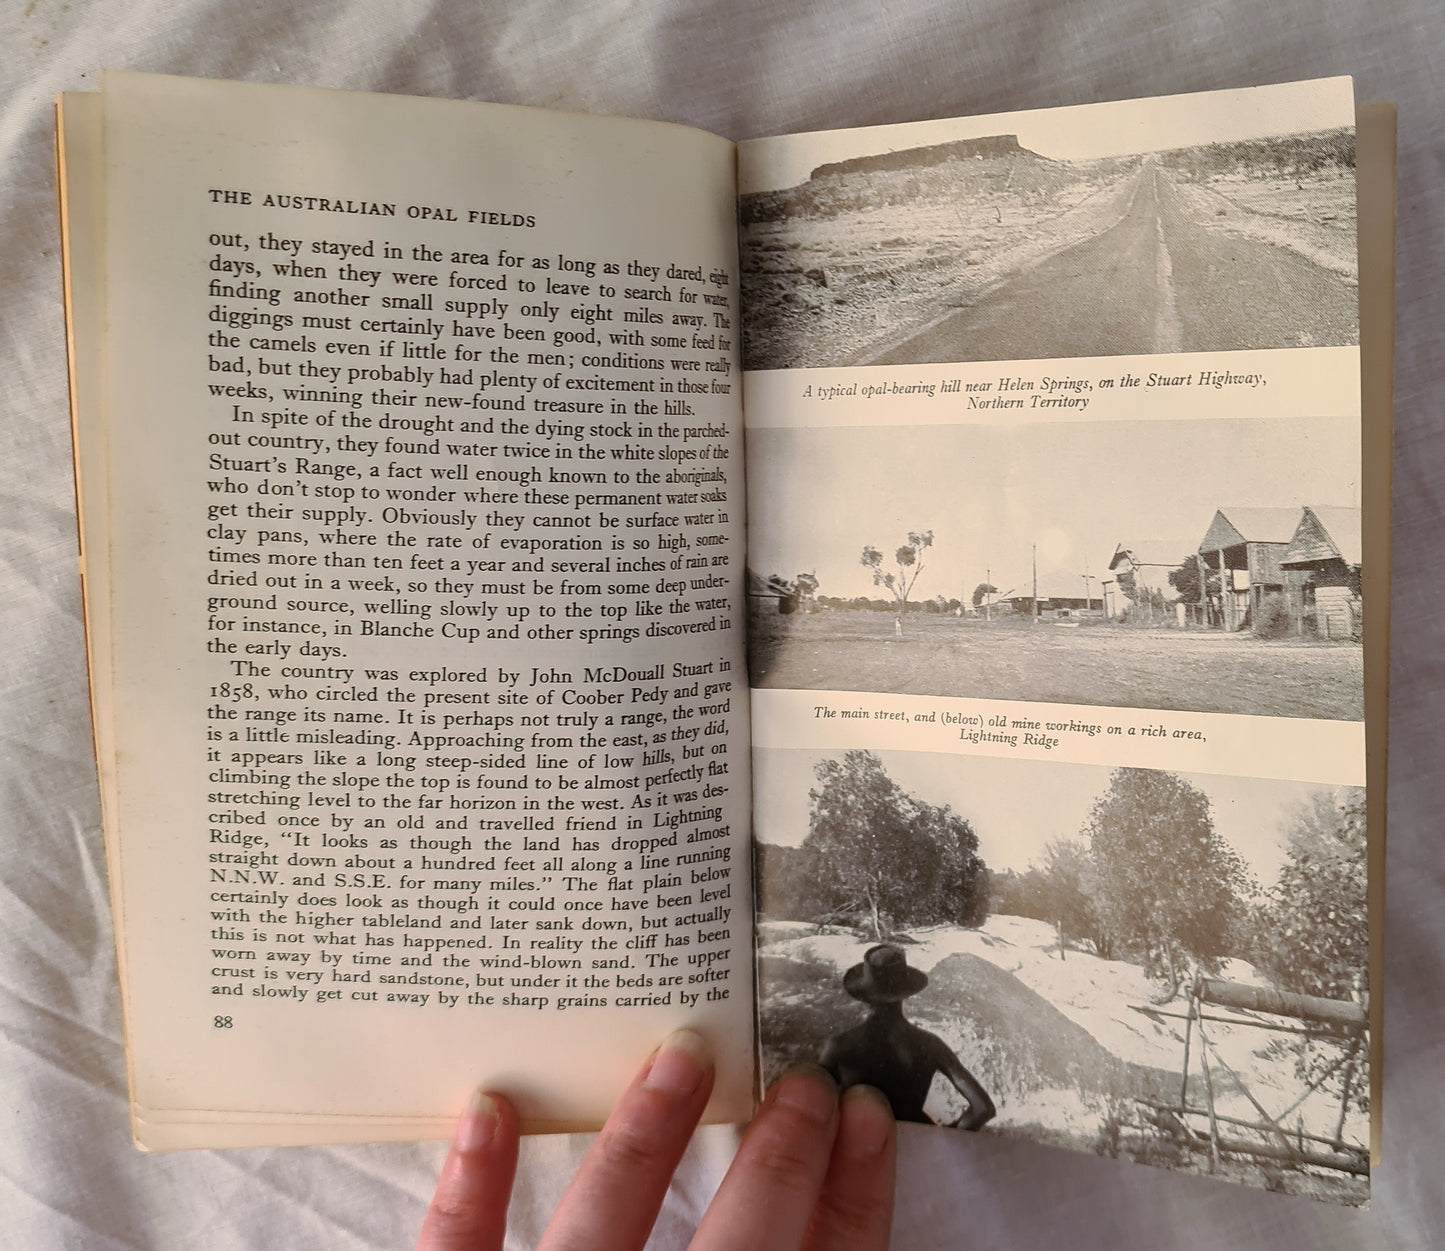 THE AUSTRALIAN OPAL FIELDS
out, they stayed in the area for as long as they dared, eight
days, when they were forced to leave to search for water,
finding another small supply only eight miles away. The
diggings must certainly have been good, with some feed for
the camels even if little for the men; conditions were really
bad, but they probably had plenty of excitement in those four
weeks, winning their new-found treasure in the hills.
In spite of the drought and the dying stock in the parched-
out country, they found water twice in the white slopes of the
Stuart's Range, a fact well enough known to the aboriginals,
who don't stop to wonder where these permanent water soaks
get their supply. Obviously they cannot be surface water in
clay pans, where the rate of evaporation is so high, some-
times more than ten feet a year and several inches of rain are
dried out in a week, so they must be from some deep under-
ground source, welling slowly up to the top like the water,
for instance, in Blanche Cup and other springs discovered in
the early days.
The country was explored by John McDouall Stuart in
1858, who circled the present site of Coober Pedy and gave
the range its name. It is perhaps not truly a range, the word
is a little misleading. Approaching from the east, as they did,
it appears like a long steep-sided line of low hills, but on
climbing the slope the top is found to be almost perfectly flat
stretching level to the far horizon in the west. As it was des-
cribed once by an old and travelled friend in Lightning
Ridge, "It looks as though the land has dropped almost
straight down about a hundred feet all along a line running
N.N.W. and S.S.E. for many miles." The flat plain below
certainly does look as though it could once have been level
with the higher tableland and later sank down, but actually
this is not what has happened. In reality the cliff has been
worn away by time and the wind-blown sand. The upper
crust is very hard sandstone, but under it the beds are softer
and slowly get cut away by the sharp grains carried by the
88
A typical opal-bearing hill near Helen Springs, on the Stuart Highway,
Northern Territory
The main street, and (below) old mine workings on a rich area,
Lightning Ridge